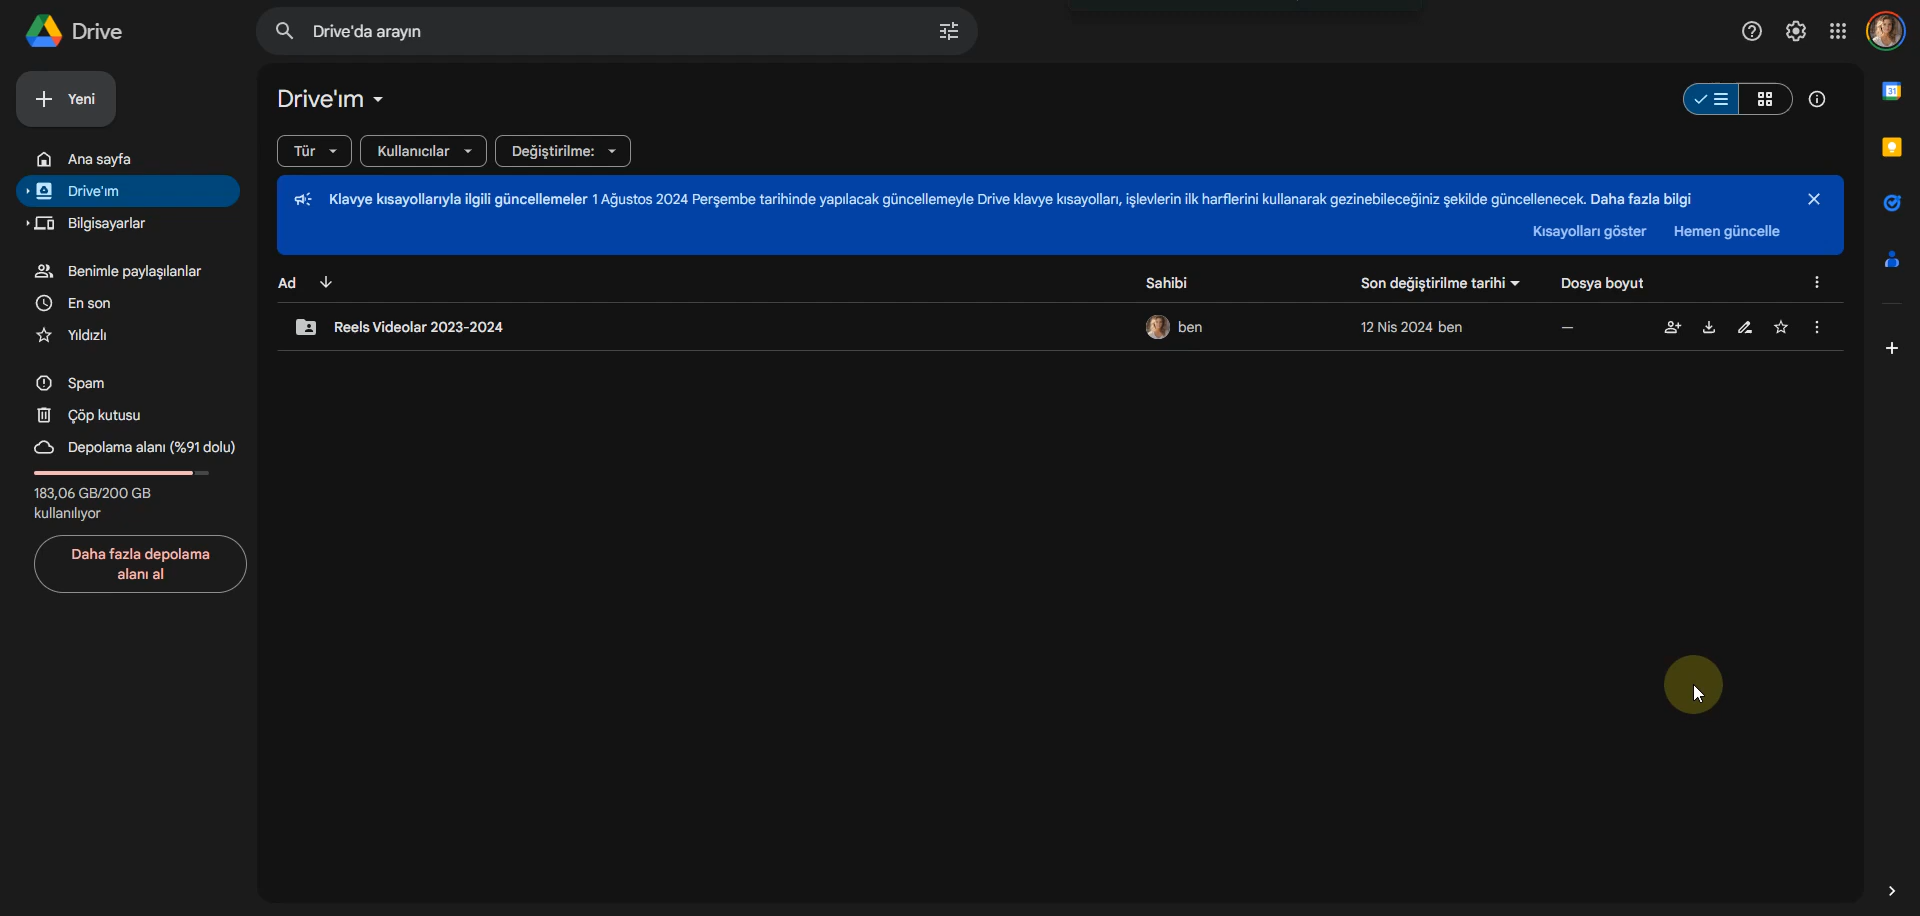 Drive
Drive'da arayın
Yeni
Drive'ım
Tür
Kullanıcılar
Değiştirilme:
Ana sayfa
Drive'ım
Bilgisayarlar
Benimle paylaşılanlar
En son
Yıldızlı
Spam
Çöp kutusu
Depolama alanı (%91 dolu)
183,06 GB/200 GB
kullanılıyor
Daha fazla depolama
alanı al
Klavye kısayollarıyla ilgili güncellemeler 1 Ağustos 2024 Perşembe tarihinde yapılacak güncellemeyle Drive klavye kısayolları, işlevlerin ilk harflerini kullanarak gezinebileceğiniz şekilde güncellenecek. Daha fazla bilgi
Kısayolları göster Hemen güncelle
Ad Sahibi Son değiştirilme tarihi Dosya boyut
Reels Videolar 2023-2024 ben 12 Nis 2024 ben —
31